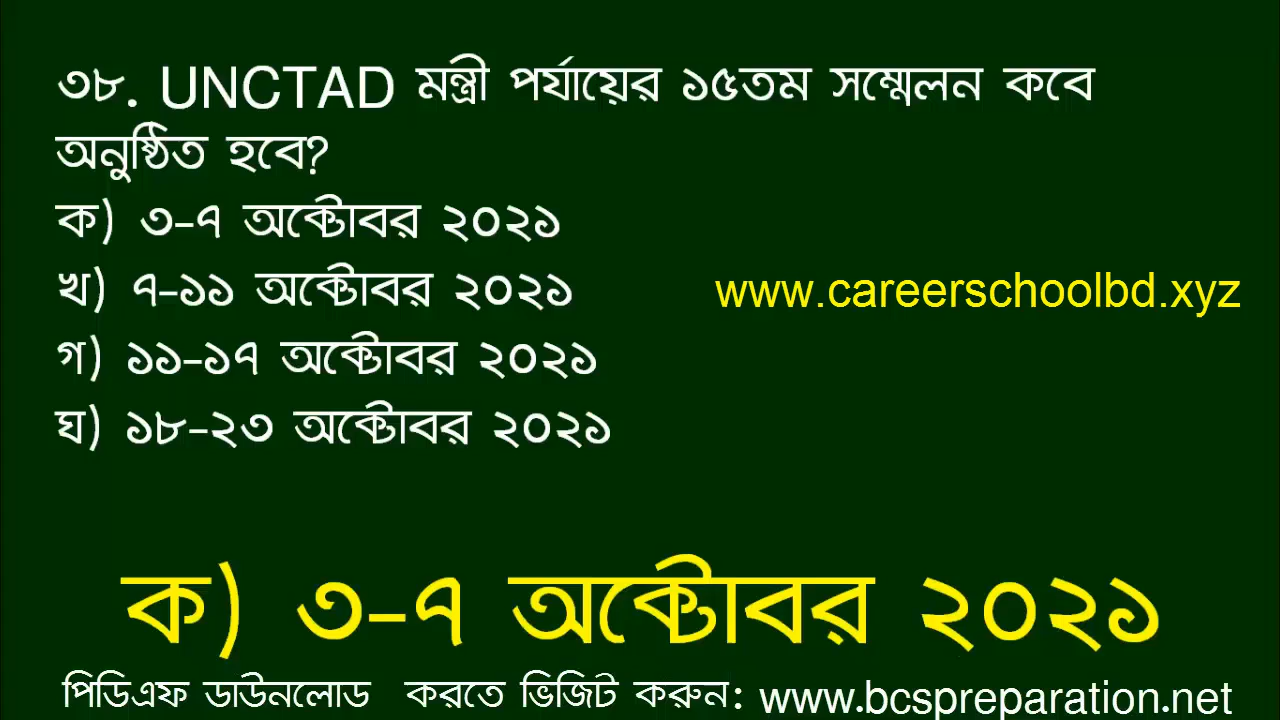 ৩৮. UNCTAD মন্ত্রী পর্যায়ের ১৫তম সম্মেলন কবে
অনুষ্ঠিত হবে?
ক) ৩-৭ অক্টোবর ২০২১
খ) ৭-১১ অক্টোবর ২০২১
www.careerschoolbd.xyz
গ) ১১-১৭ অক্টোবর ২০২১
ঘ) ১৮-২৩ অক্টোবর ২০২১
ক) ৩-৭ অক্টোবর ২০২১
পিডিএফ ডাউনলোড করতে ভিজিট করুন: www.bcspreparation.net